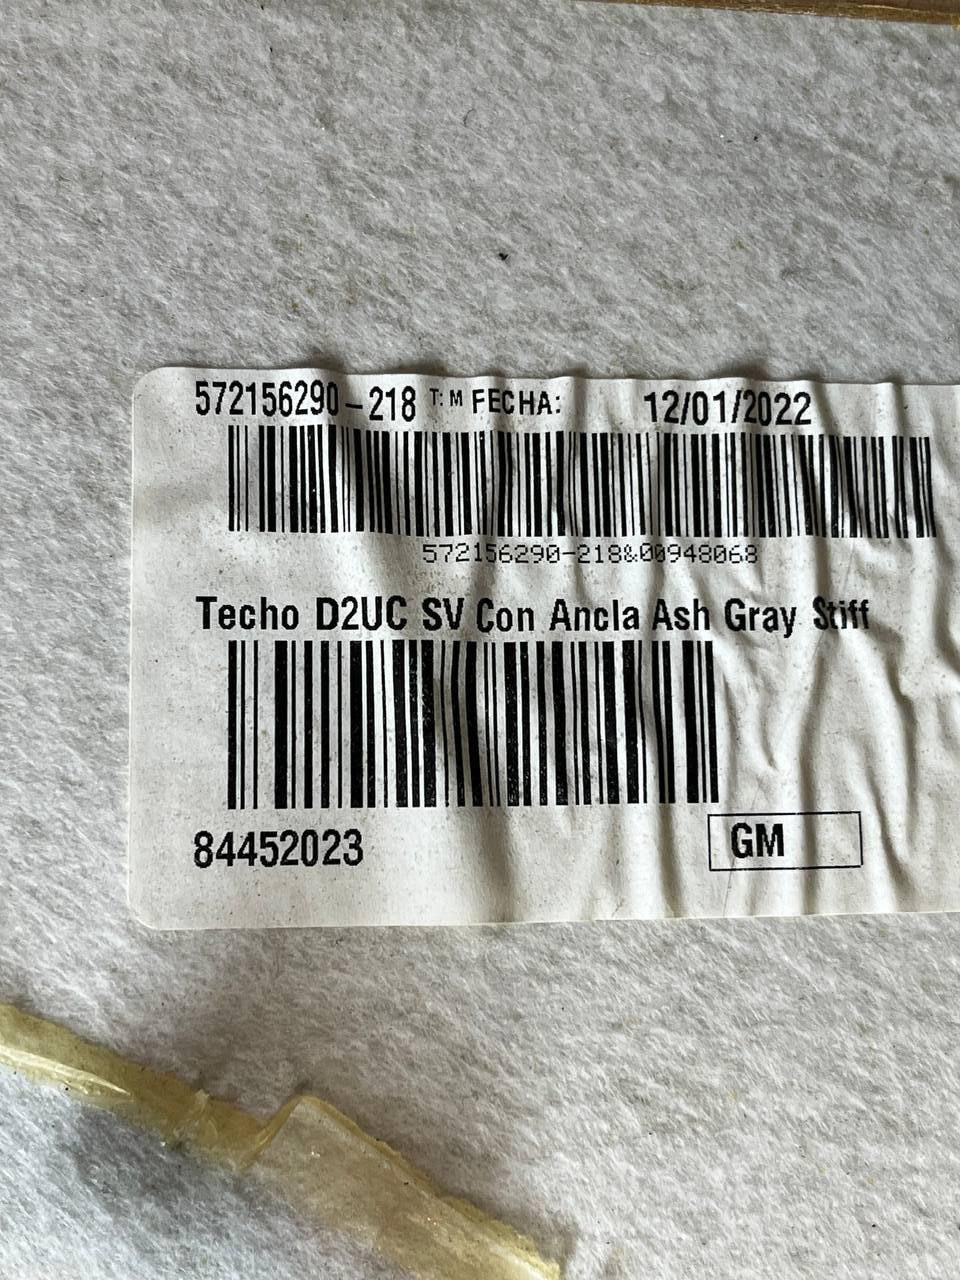 572156290-218 T: M FECHA: 12/01/2022
572156290-218&00948068
Techo D2UC SV Con Ancla Ash Gray Stiff
84452023
GM